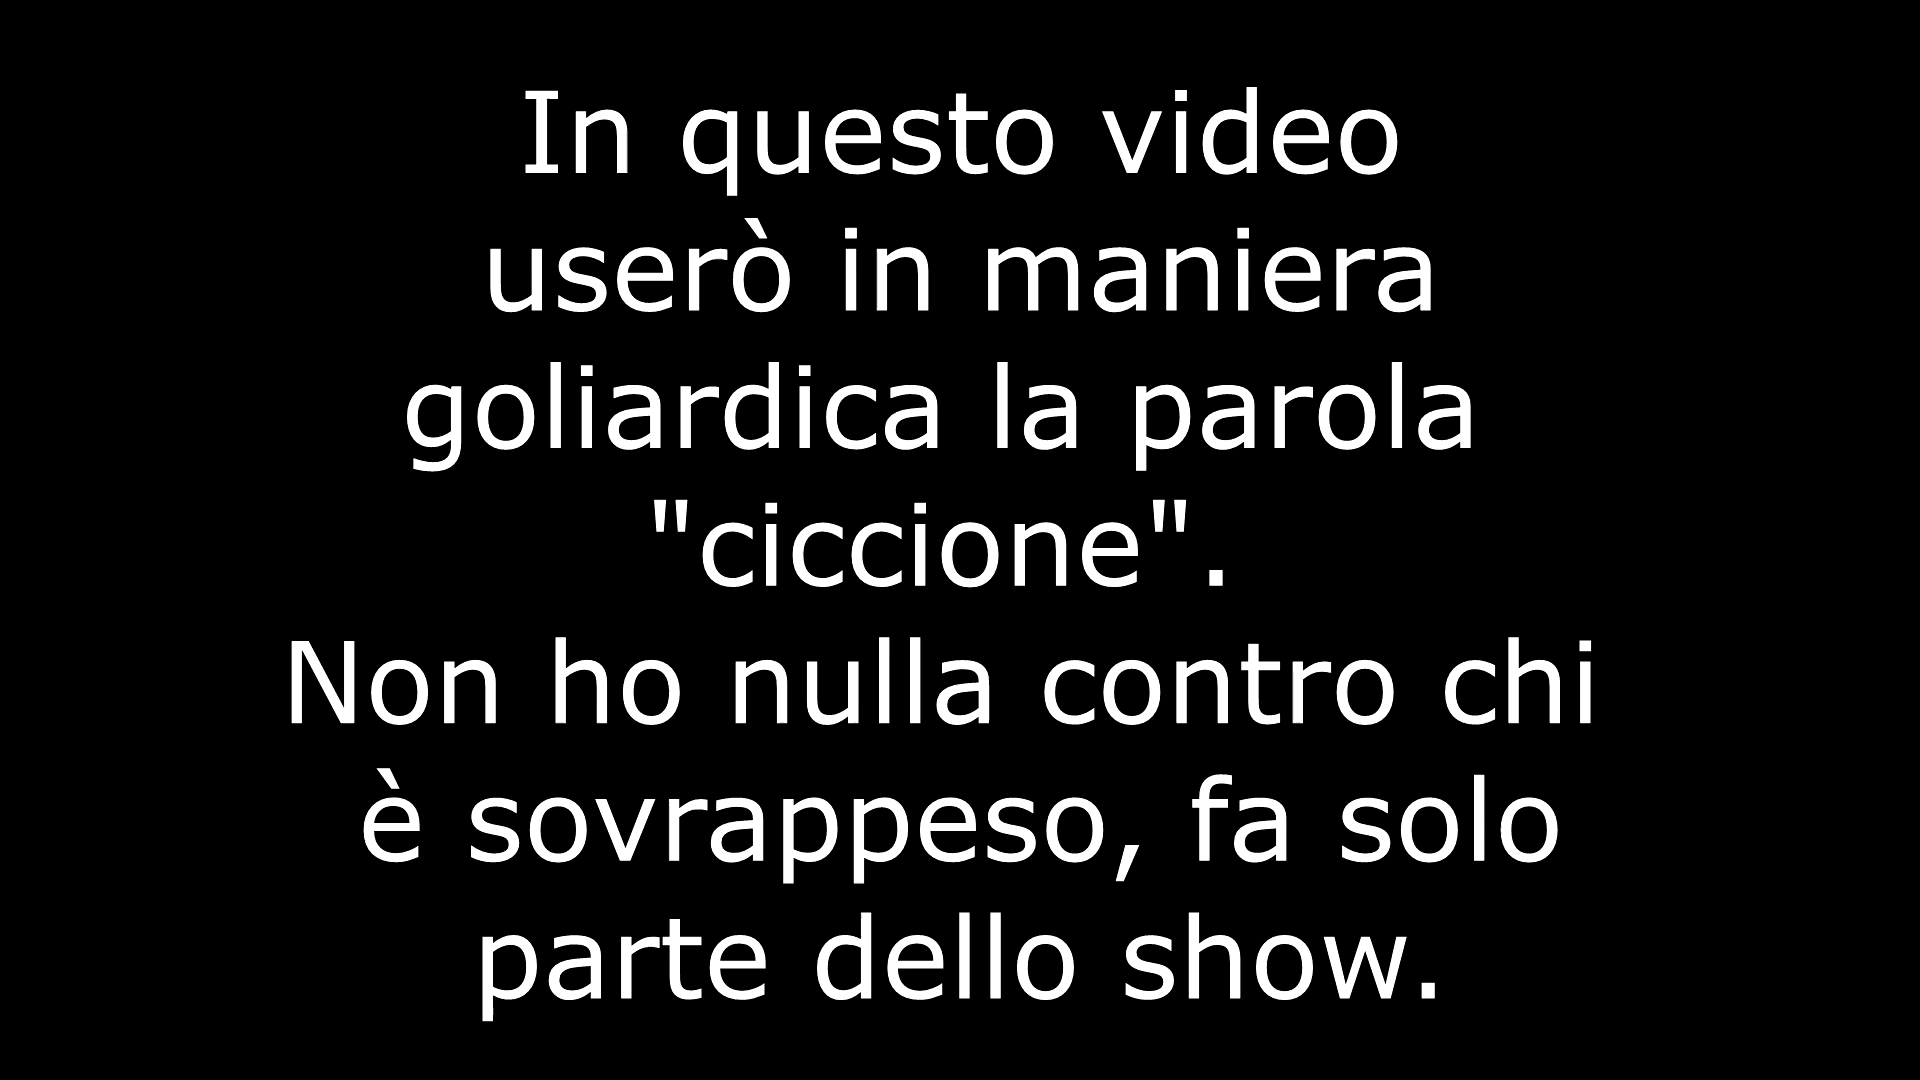 In questo video
userò in maniera
goliardica la parola
"ciccione".
Non ho nulla contro chi
è sovrappeso, fa solo
parte dello show.